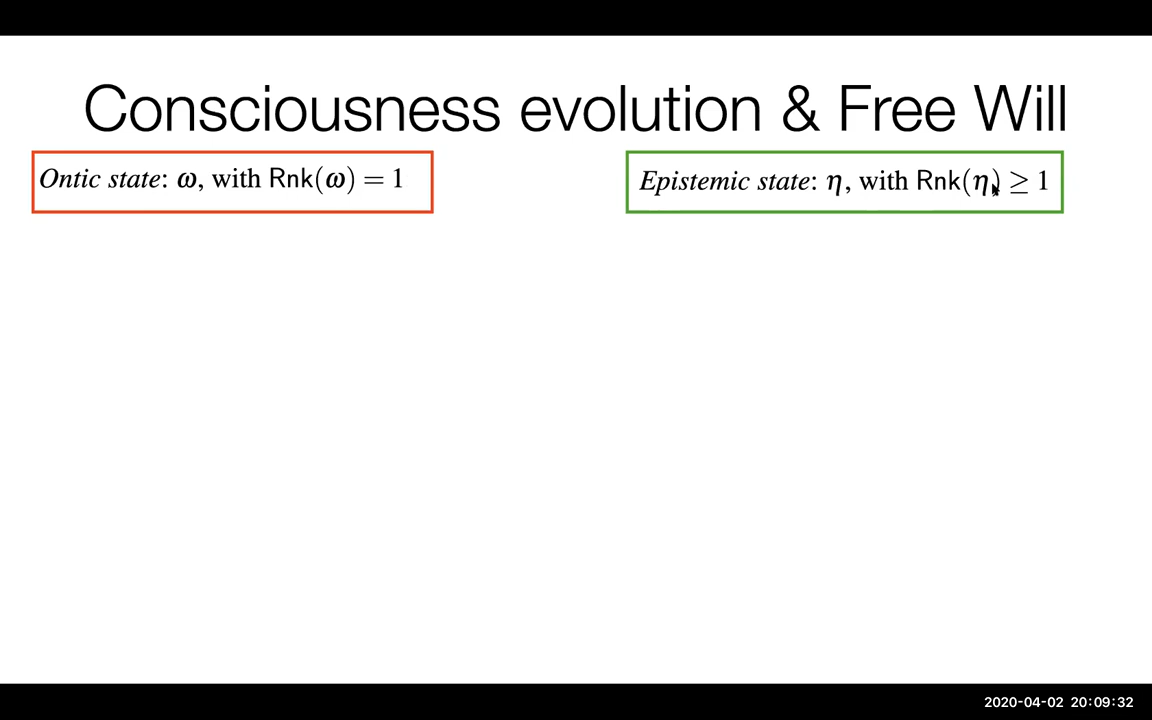 Consciousness evolution & Free Will
Ontic state: ω, with Rnk(ω) = 1
Epistemic state: η, with Rnk(η) ≥ 1
2020-04-02 20:09:32